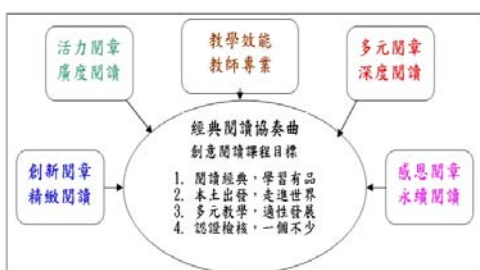 活力閱章
廣度閱讀
教學效能
教師專業
多元閱章
深度閱讀
創新閱章
精緻閱讀
經典閱讀協奏曲
創意閱讀課程目標
1. 閱讀經典，學習有品
2. 本土出發，走進世界
3. 多元教學，適性發展
4. 認證檢核，一個不少
感恩閱章
永續閱讀